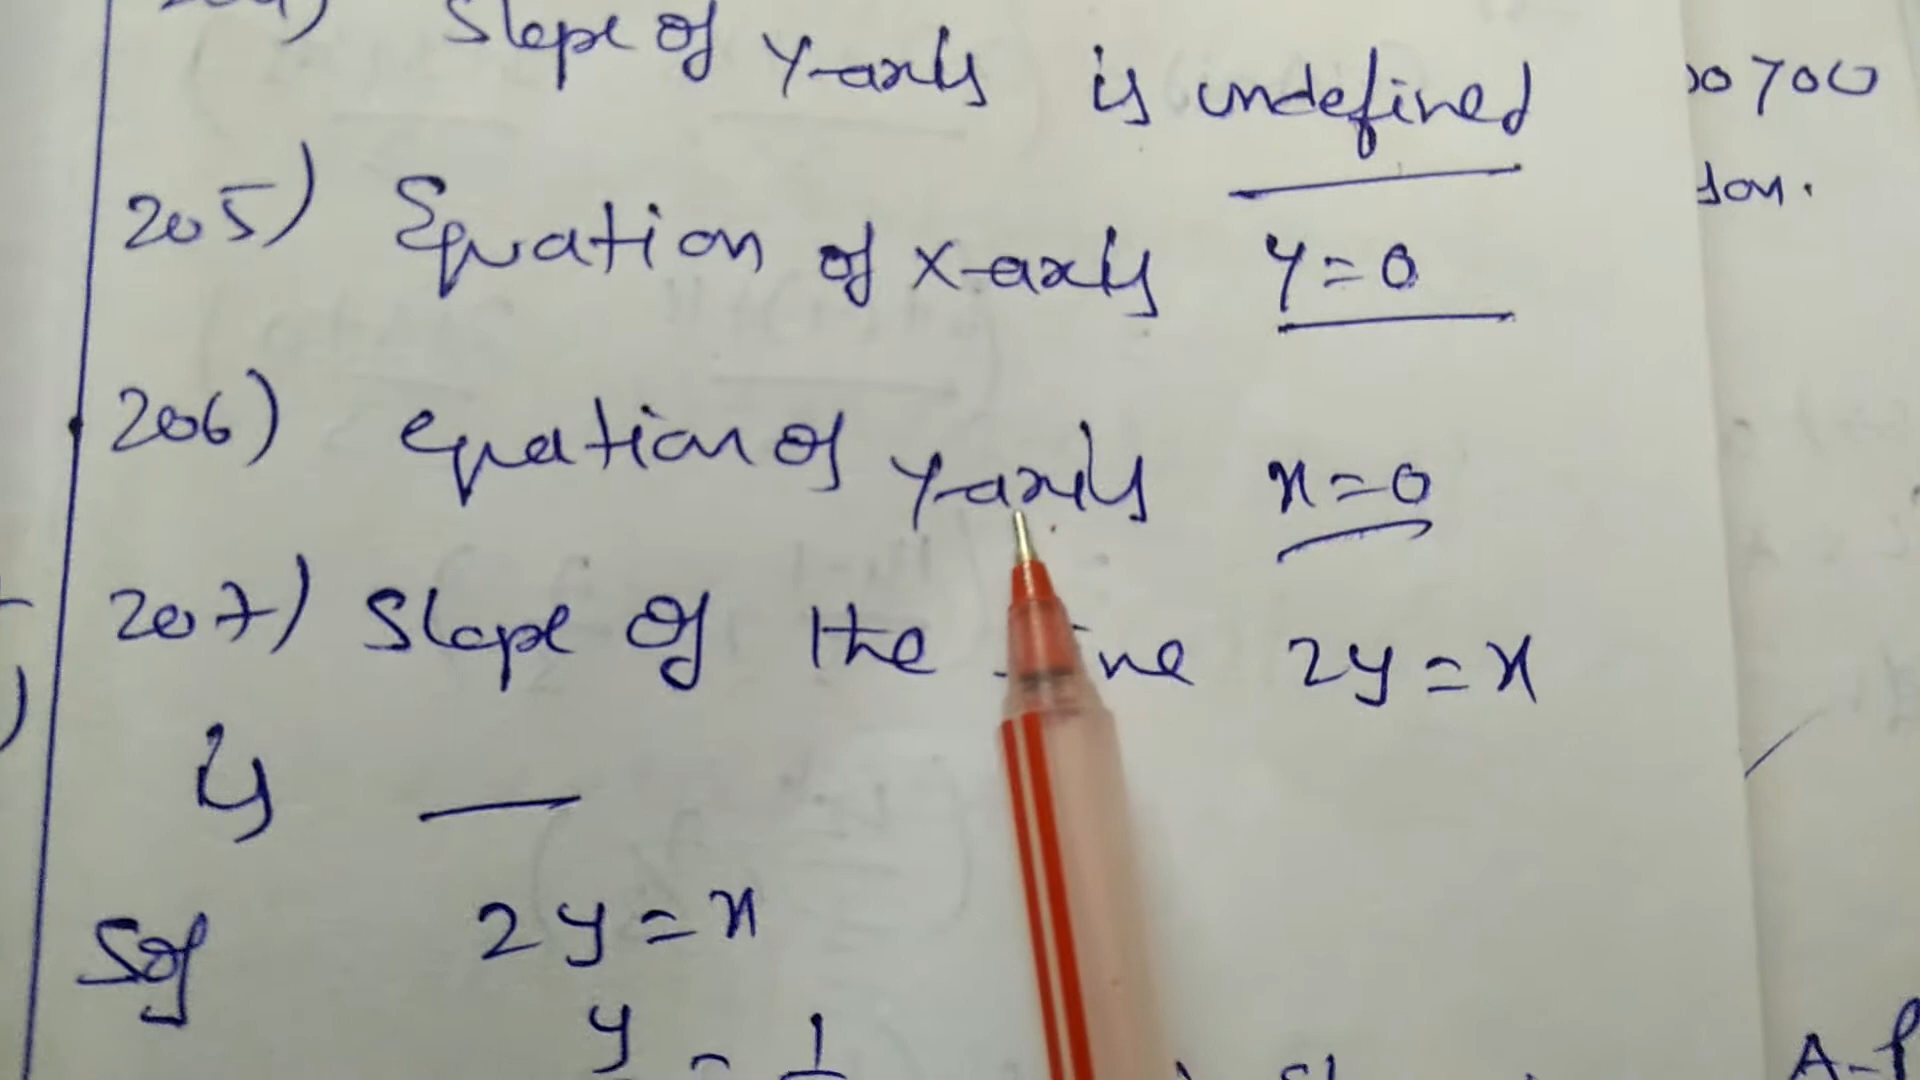 Slope of Y-axis is undefined
205) Equation of X-axis y=0
206) equation of Y-axis x=0
207) Slope of the line 2y=x
is —
Sol 2y=x
y 1